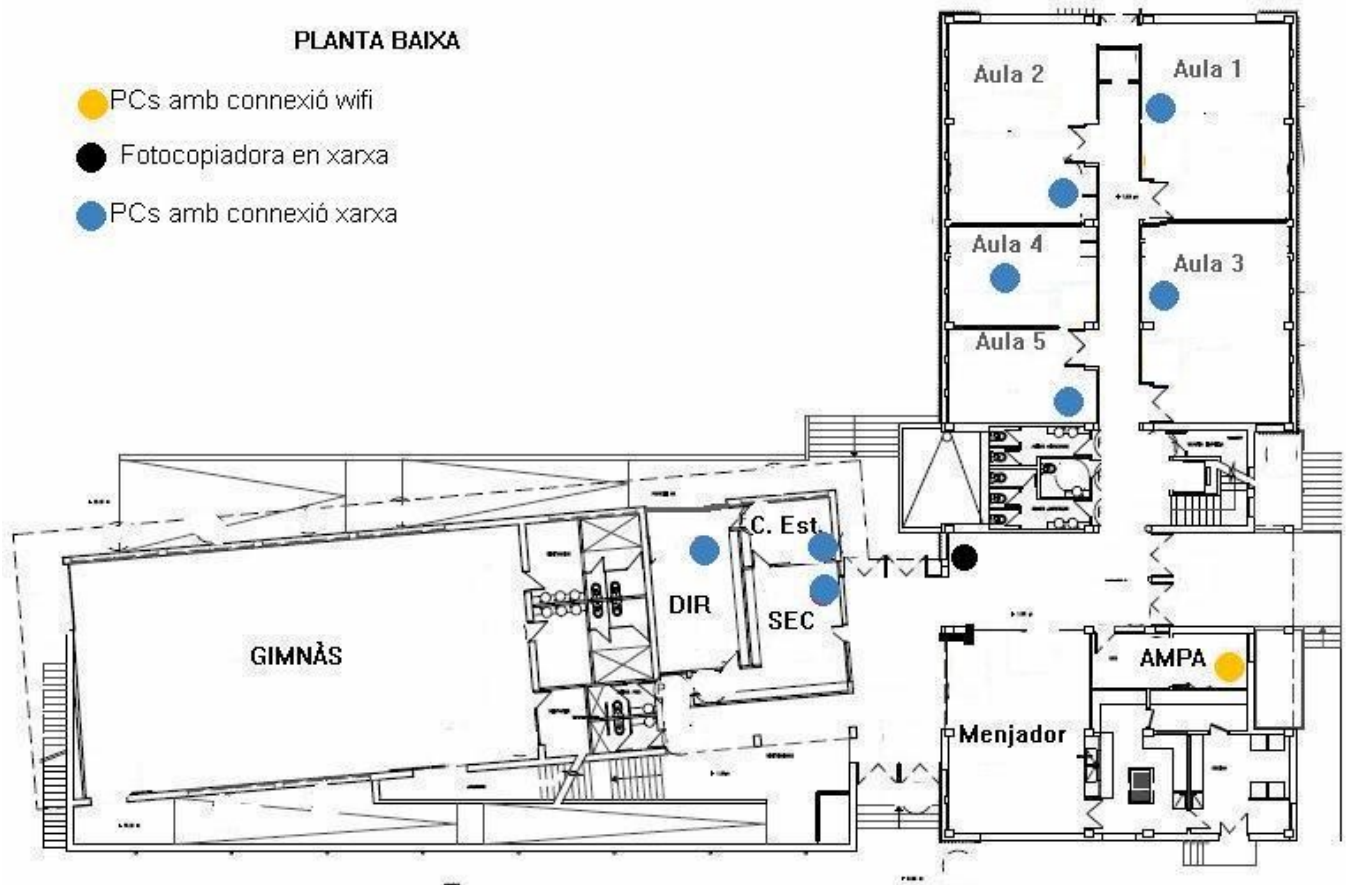 PLANTA BAIXA
PCs amb connexió wifi
Fotocopiadora en xarxa
PCs amb connexió xarxa
Aula 2
Aula 1
Aula 4
Aula 3
Aula 5
C. Est.
DIR
SEC
GIMNÀS
AMPA
Menjador